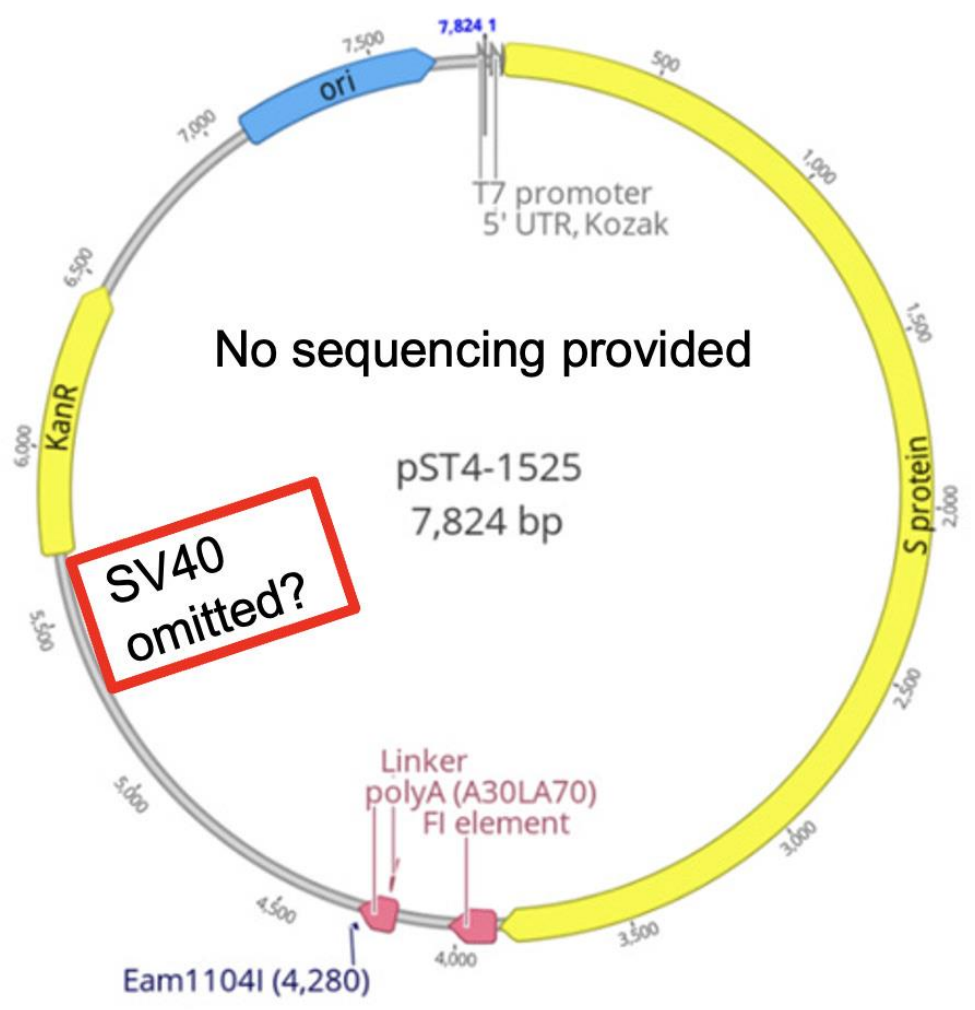 7,824 1
7,500
ori
500
7,000
1,000
T7 promoter
5' UTR, Kozak
6,500
1,500
No sequencing provided
KanR
6,000
pST4-1525
7,824 bp
S protein
2,000
SV40
omitted?
5,500
2,500
Linker
5,000
polyA (A30LA70)
FI element
3,000
4,500
3,500
4,000
Eam1104I (4,280)